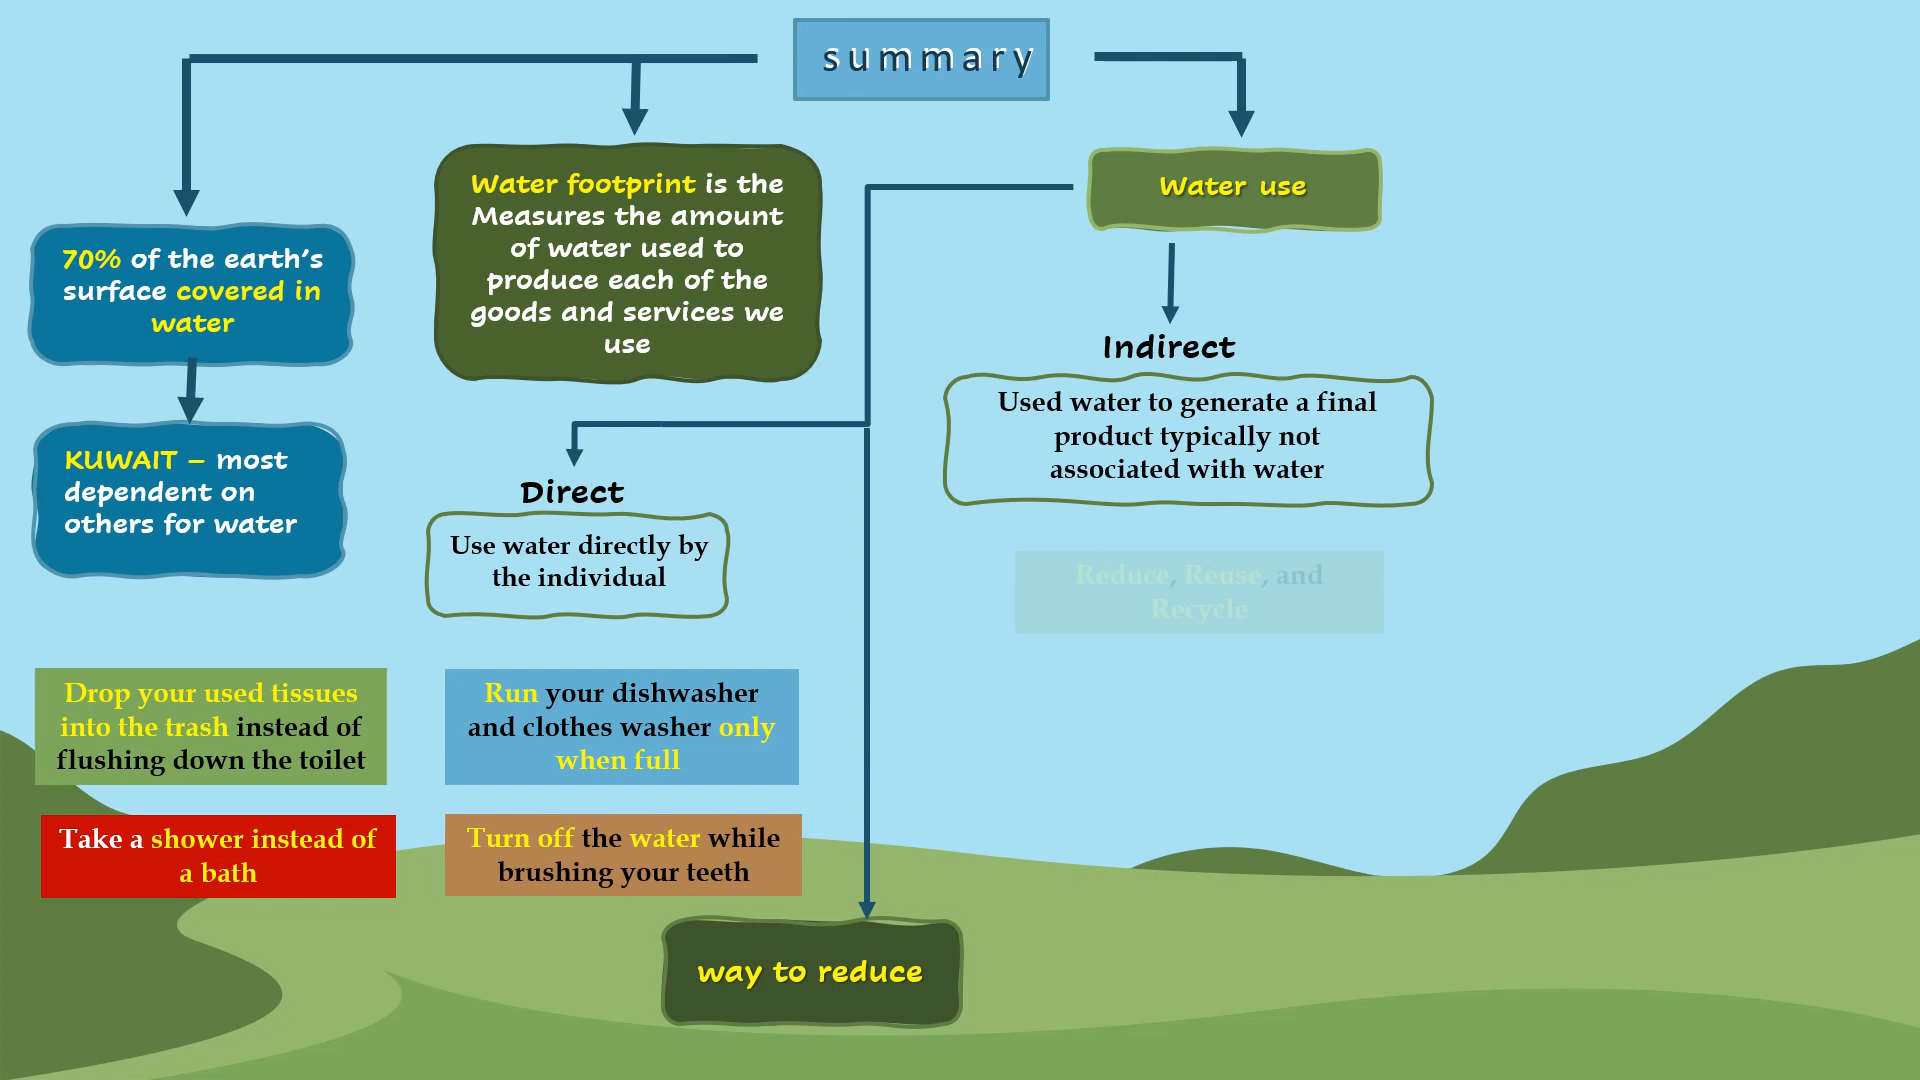 summary
70% of the earth's
surface covered in
water
KUWAIT – most
dependent on
others for water
Water footprint is the
Measures the amount
of water used to
produce each of the
goods and services we
use
Water use
Direct
Use water directly by
the individual
Indirect
Used water to generate a final
product typically not
associated with water
Reduce, Reuse, and
Recycle
Drop your used tissues
into the trash instead of
flushing down the toilet
Run your dishwasher
and clothes washer only
when full
Take a shower instead of
a bath
Turn off the water while
brushing your teeth
way to reduce